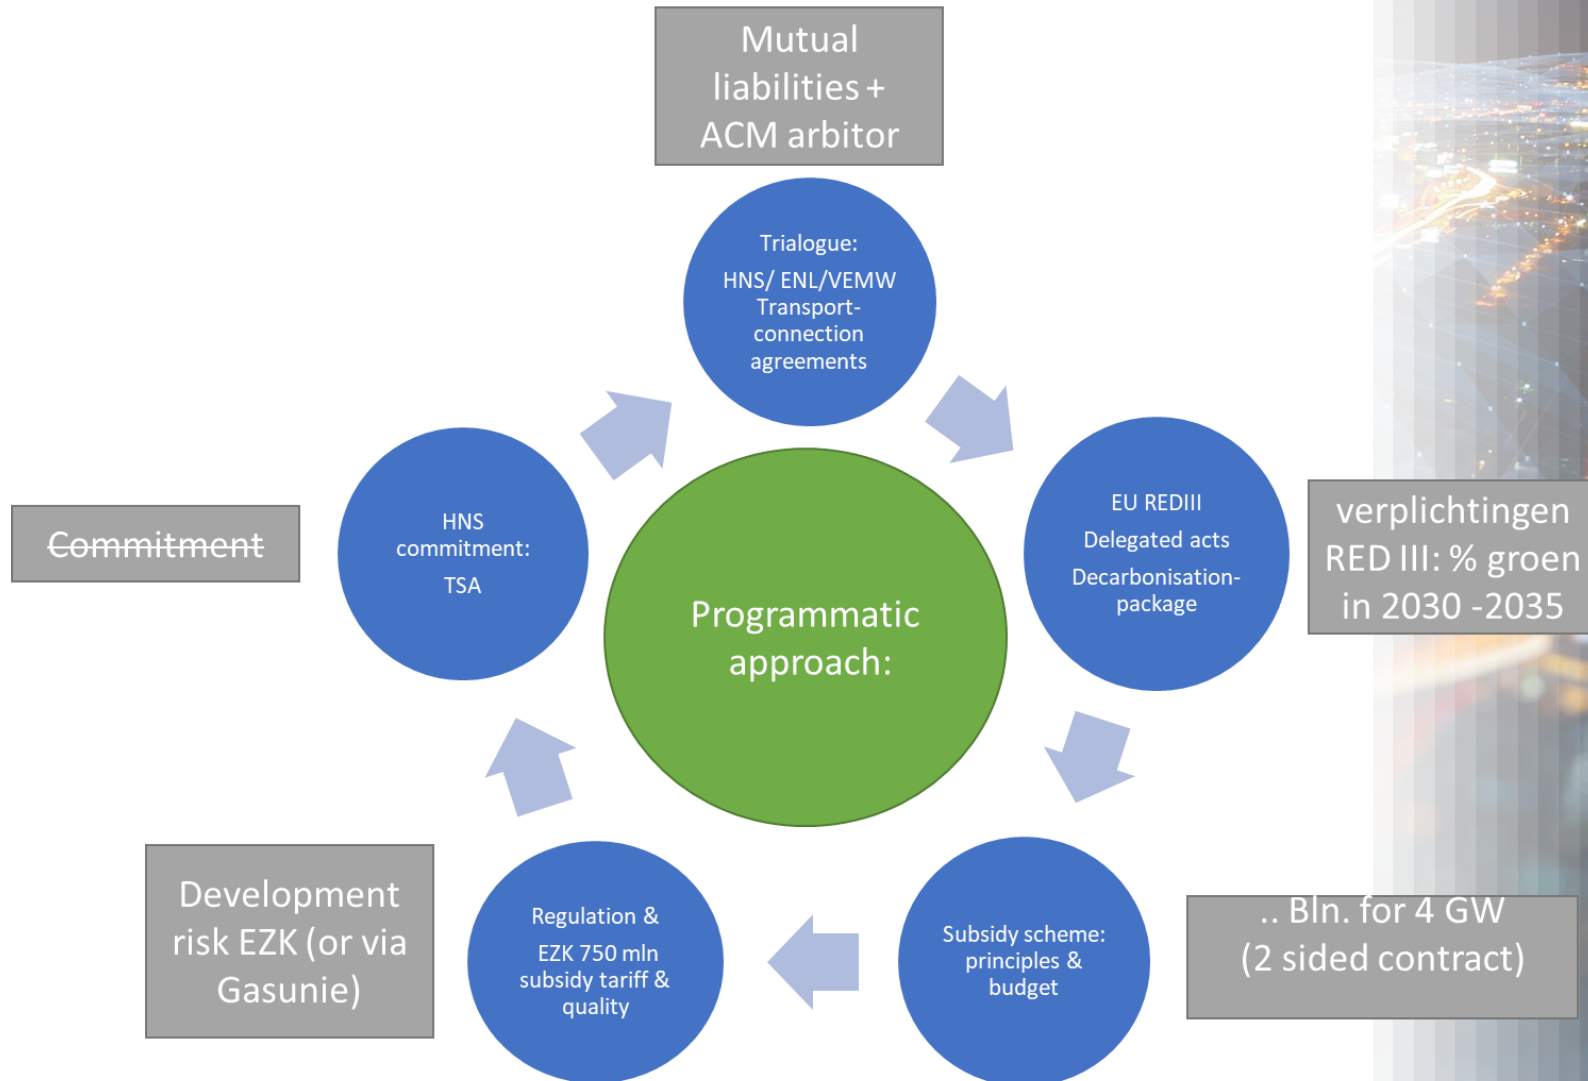 Mutual
liabilities +
ACM arbitor
Trialogue:
HNS/ ENL/VEMW
Transport-
connection
agreements
EU REDIII
Delegated acts
Decarbonisation-
package
verplichtingen
RED III: % groen
in 2030 -2035
Subsidy scheme:
principles &
budget
.. Bln. for 4 GW
(2 sided contract)
Regulation &
EZK 750 mln
subsidy tariff &
quality
Development
risk EZK (or via
Gasunie)
HNS
commitment:
TSA
Commitment
Programmatic
approach: